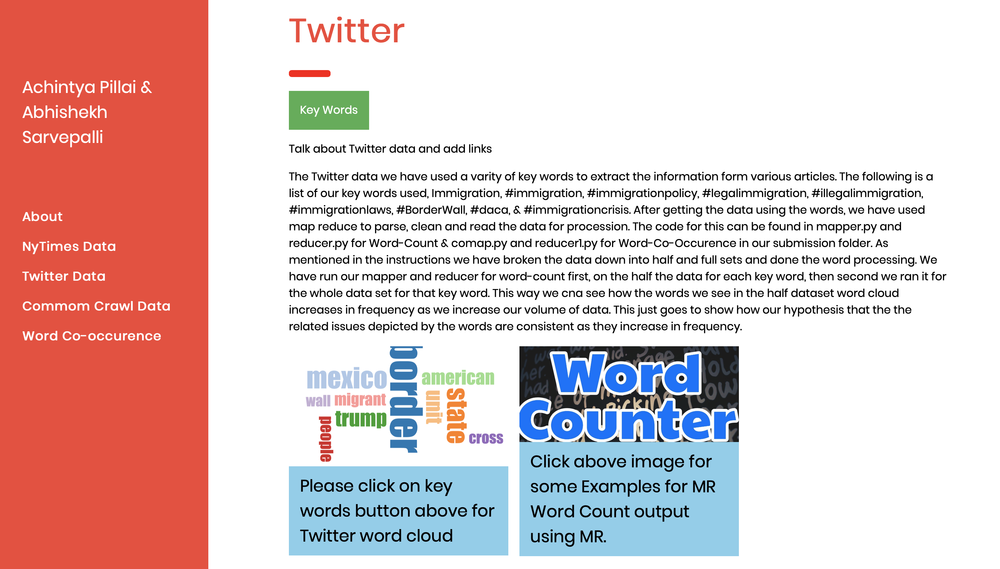 Achintya Pillai &
Abhishekh
Sarvepalli
About
NyTimes Data
Twitter Data
Commom Crawl Data
Word Co-occurence
Twitter
Key Words
Talk about Twitter data and add links
The Twitter data we have used a varity of key words to extract the information form various articles. The following is a
list of our key words used, Immigration, #immigration, #immigrationpolicy, #legalimmigration, #illegalimmigration,
#immigrationlaws, #BorderWall, #daca, & #immigrationcrisis. After getting the data using the words, we have used
map reduce to parse, clean and read the data for procession. The code for this can be found in mapper.py and
reducer.py for Word-Count & comap.py and reducer1.py for Word-Co-Occurence in our submission folder. As
mentioned in the instructions we have broken the data down into half and full sets and done the word processing. We
have run our mapper and reducer for word-count first, on the half the data for each key word, then second we ran it for
the whole data set for that key word. This way we cna see how the words we see in the half dataset word cloud
increases in frequency as we increase our volume of data. This just goes to show how our hypothesis that the the
related issues depicted by the words are consistent as they increase in frequency.
border
mexico
american
wall
migrant
trump
unit
state
people
cross
Please click on key
words button above for
Twitter word cloud
Word
Counter
her
had
of
Click above image for
some Examples for MR
Word Count output
using MR.